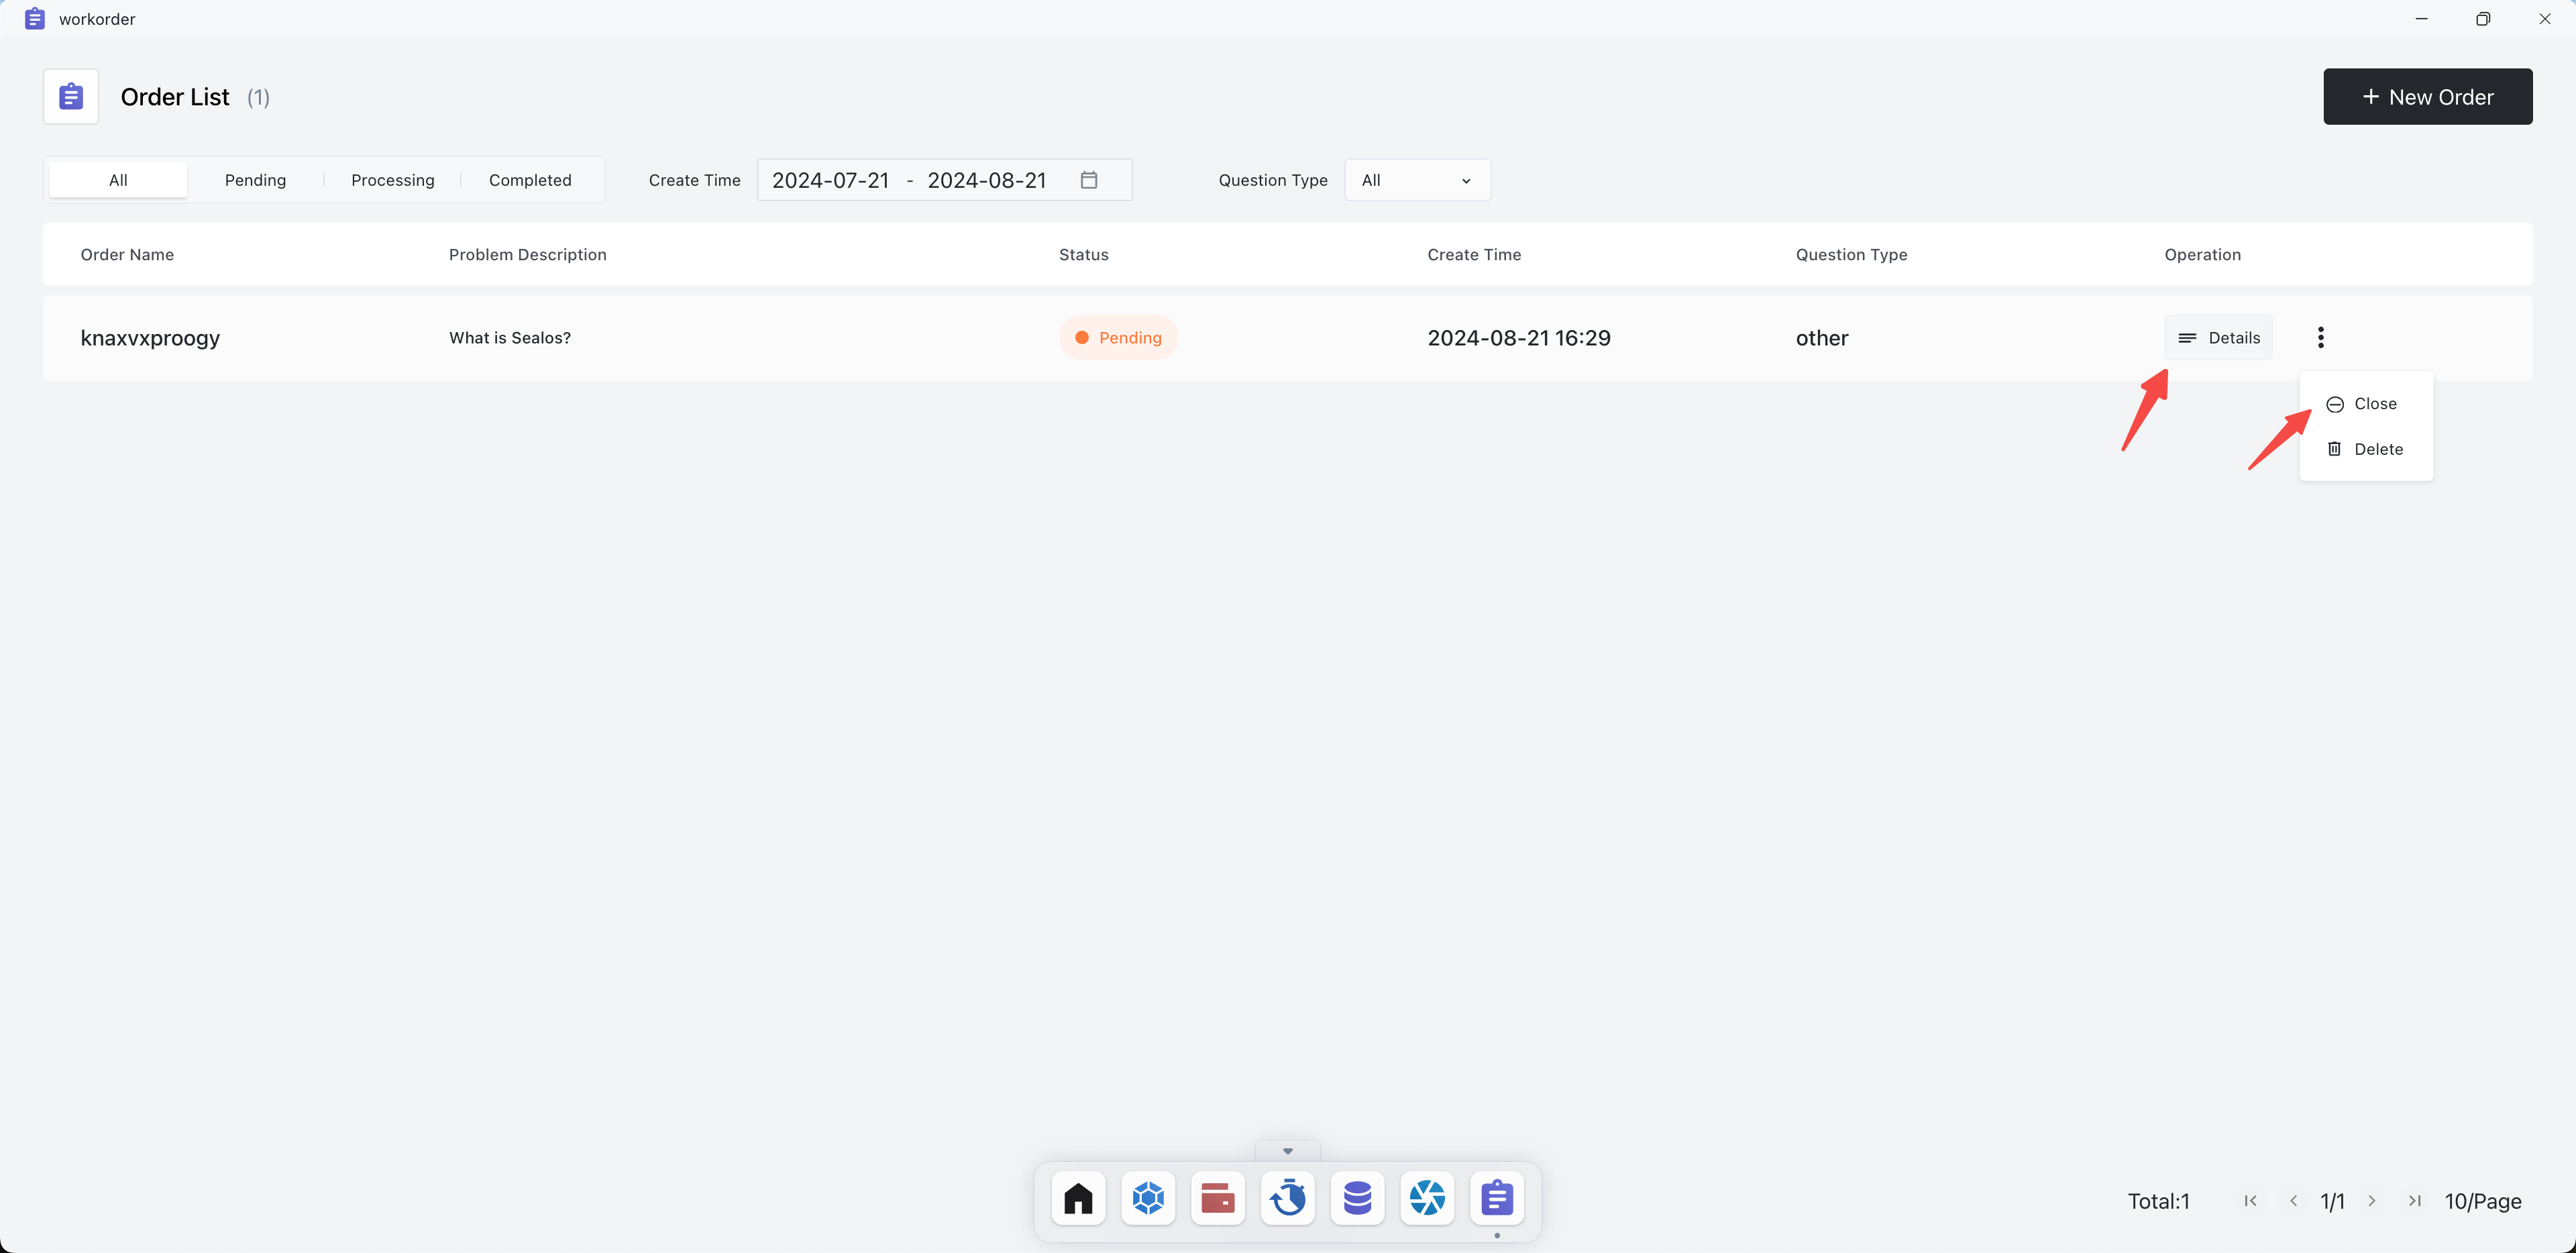 workorder
Order List (1)
+ New Order
All Pending Processing Completed Create Time 2024-07-21 - 2024-08-21 Question Type All
Order Name Problem Description Status Create Time Question Type Operation
knaxvxproogy What is Sealos? Pending 2024-08-21 16:29 other Details
Close
Delete
Total:1 1/1 10/Page